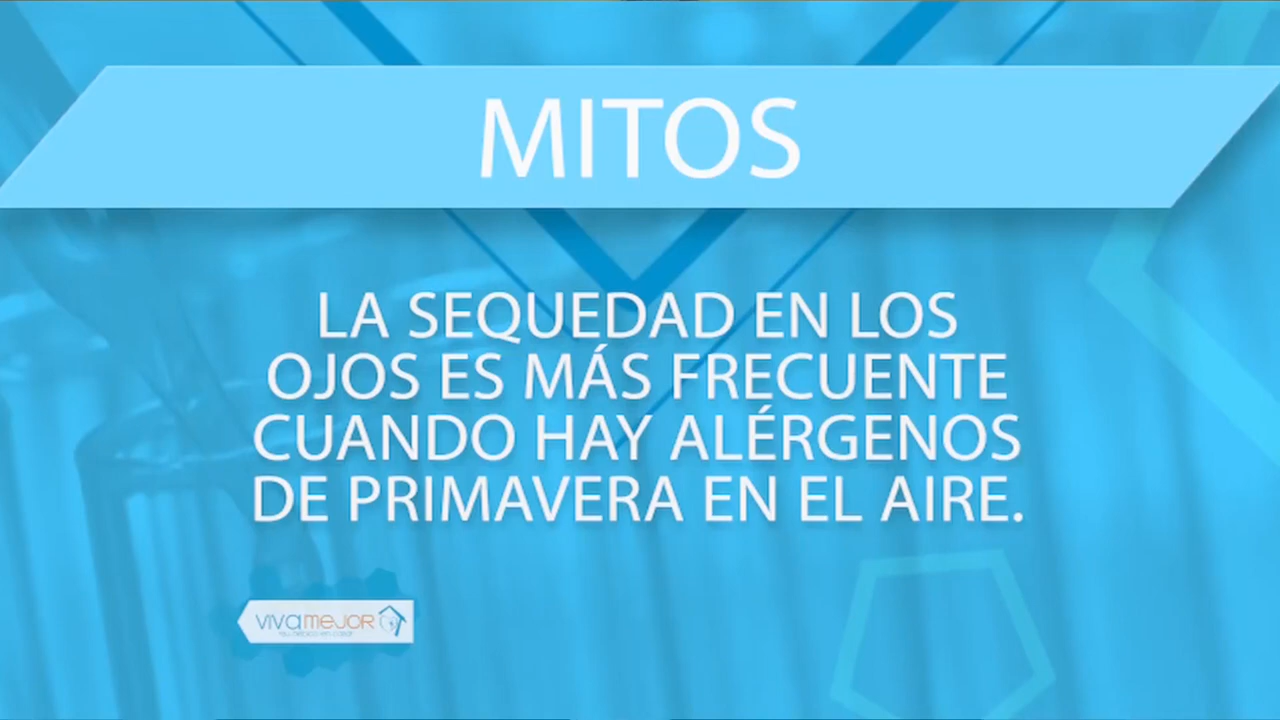 MITOS
LA SEQUEDAD EN LOS
OJOS ES MÁS FRECUENTE
CUANDO HAY ALÉRGENOS
DE PRIMAVERA EN EL AIRE.
VIVAMEJOR